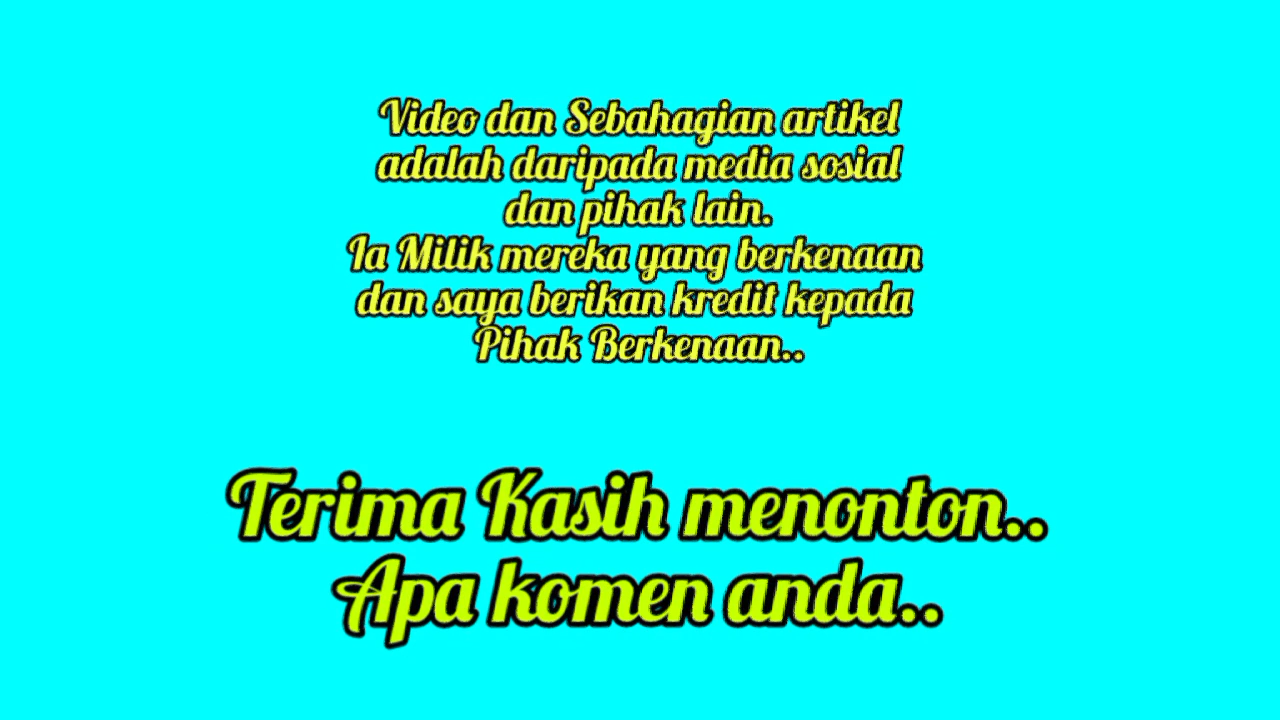 Video dan Sebahagian artikel
adalah daripada media sosial
dan pihak lain.
Ia Milik mereka yang berkenaan
dan saya berikan kredit kepada
Pihak Berkenaan..
Terima Kasih menonton..
Apa komen anda..